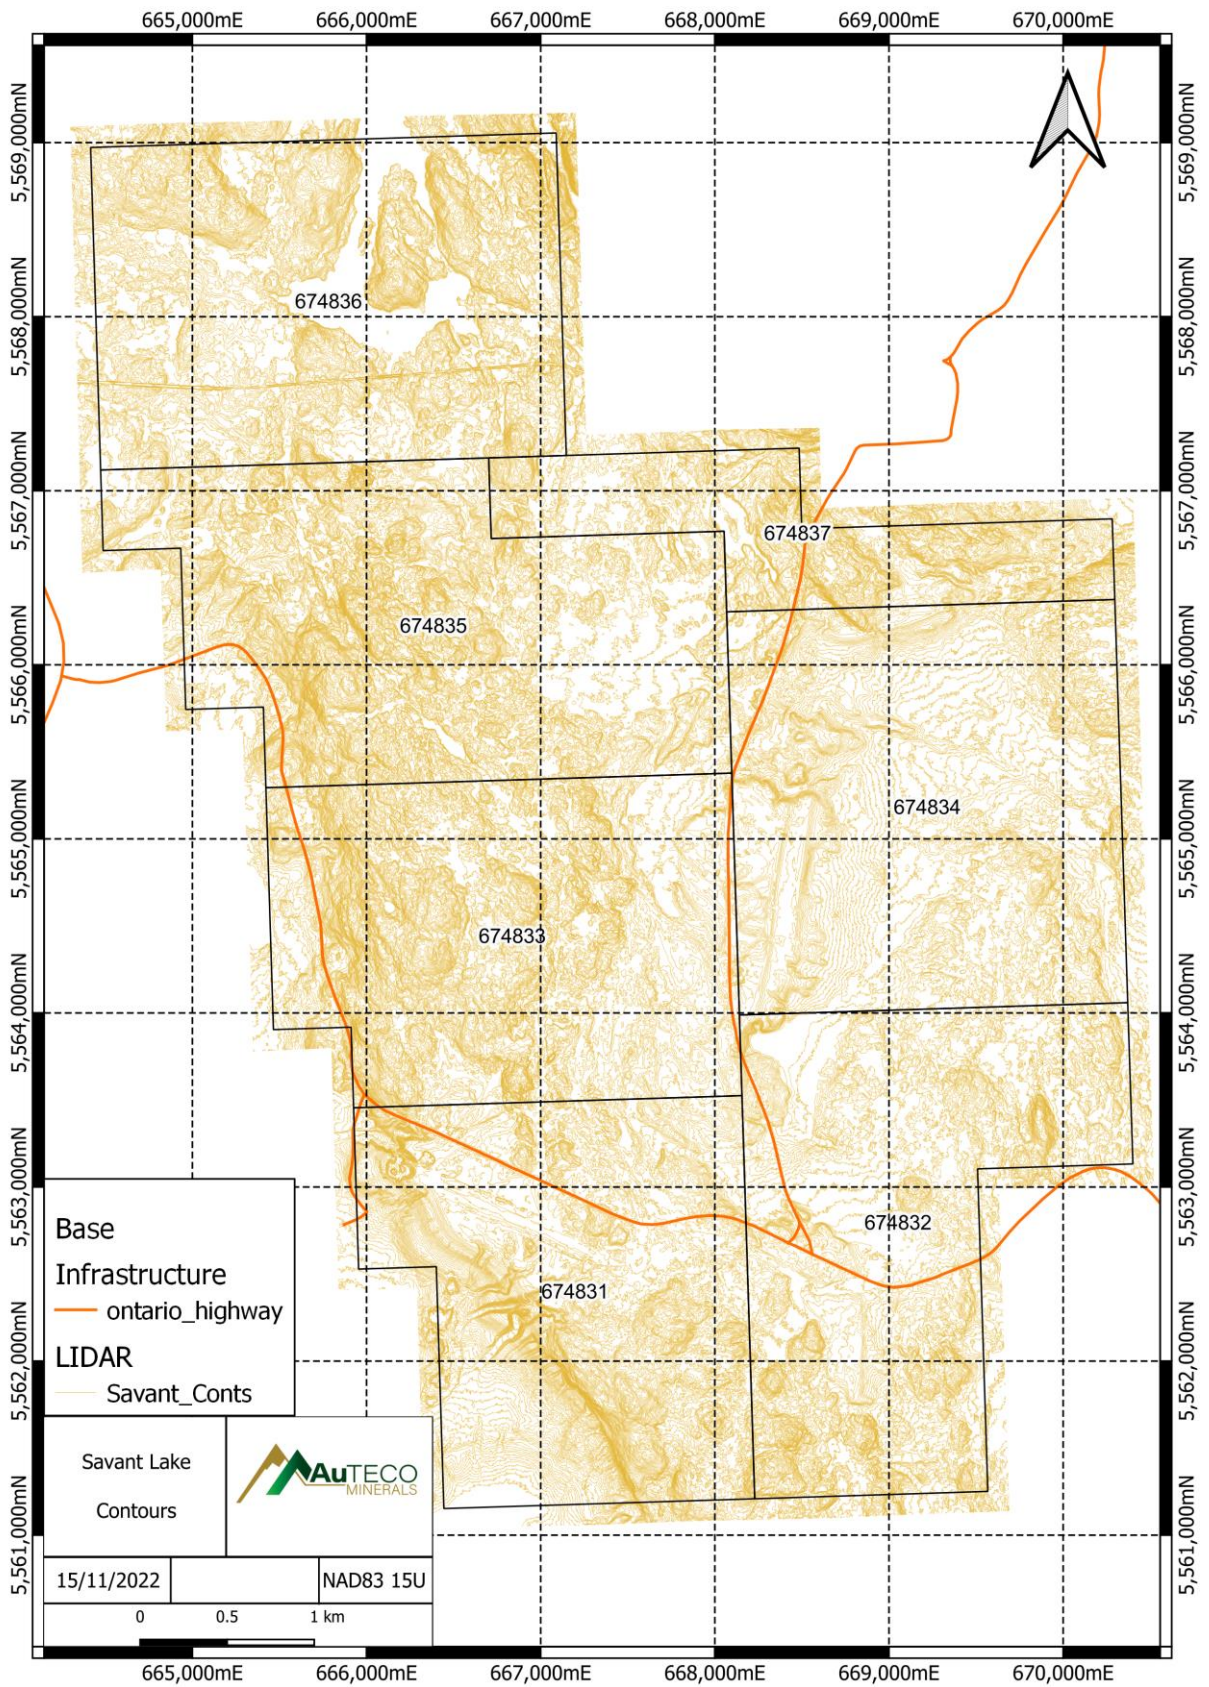 665,000mE 666,000mE 667,000mE 668,000mE 669,000mE 670,000mE
5,569,000mN
5,568,000mN
5,567,000mN
5,566,000mN
5,565,000mN
5,564,000mN
5,563,000mN
5,562,000mN
5,561,000mN
5,569,000mN
5,568,000mN
5,567,000mN
5,566,000mN
5,565,000mN
5,564,000mN
5,563,000mN
5,562,000mN
5,561,000mN
674836
674837
674835
674834
674833
674832
674831
Base
Infrastructure
ontario_highway
LIDAR
Savant_Conts
Savant Lake
Contours
AuTECO
MINERALS
15/11/2022 NAD83 15U
0 0.5 1 km
665,000mE 666,000mE 667,000mE 668,000mE 669,000mE 670,000mE